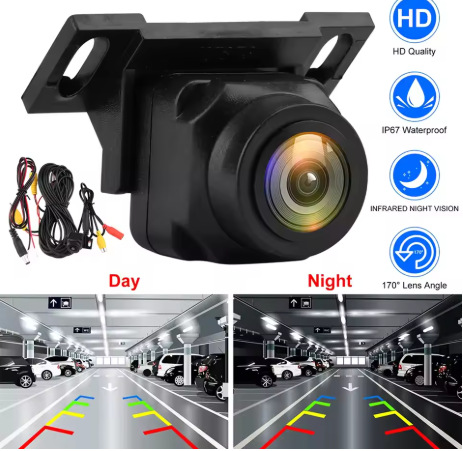 HD
HD Quality
IP67 Waterproof
INFRARED NIGHT VISION
170° Lens Angle
Day
Night